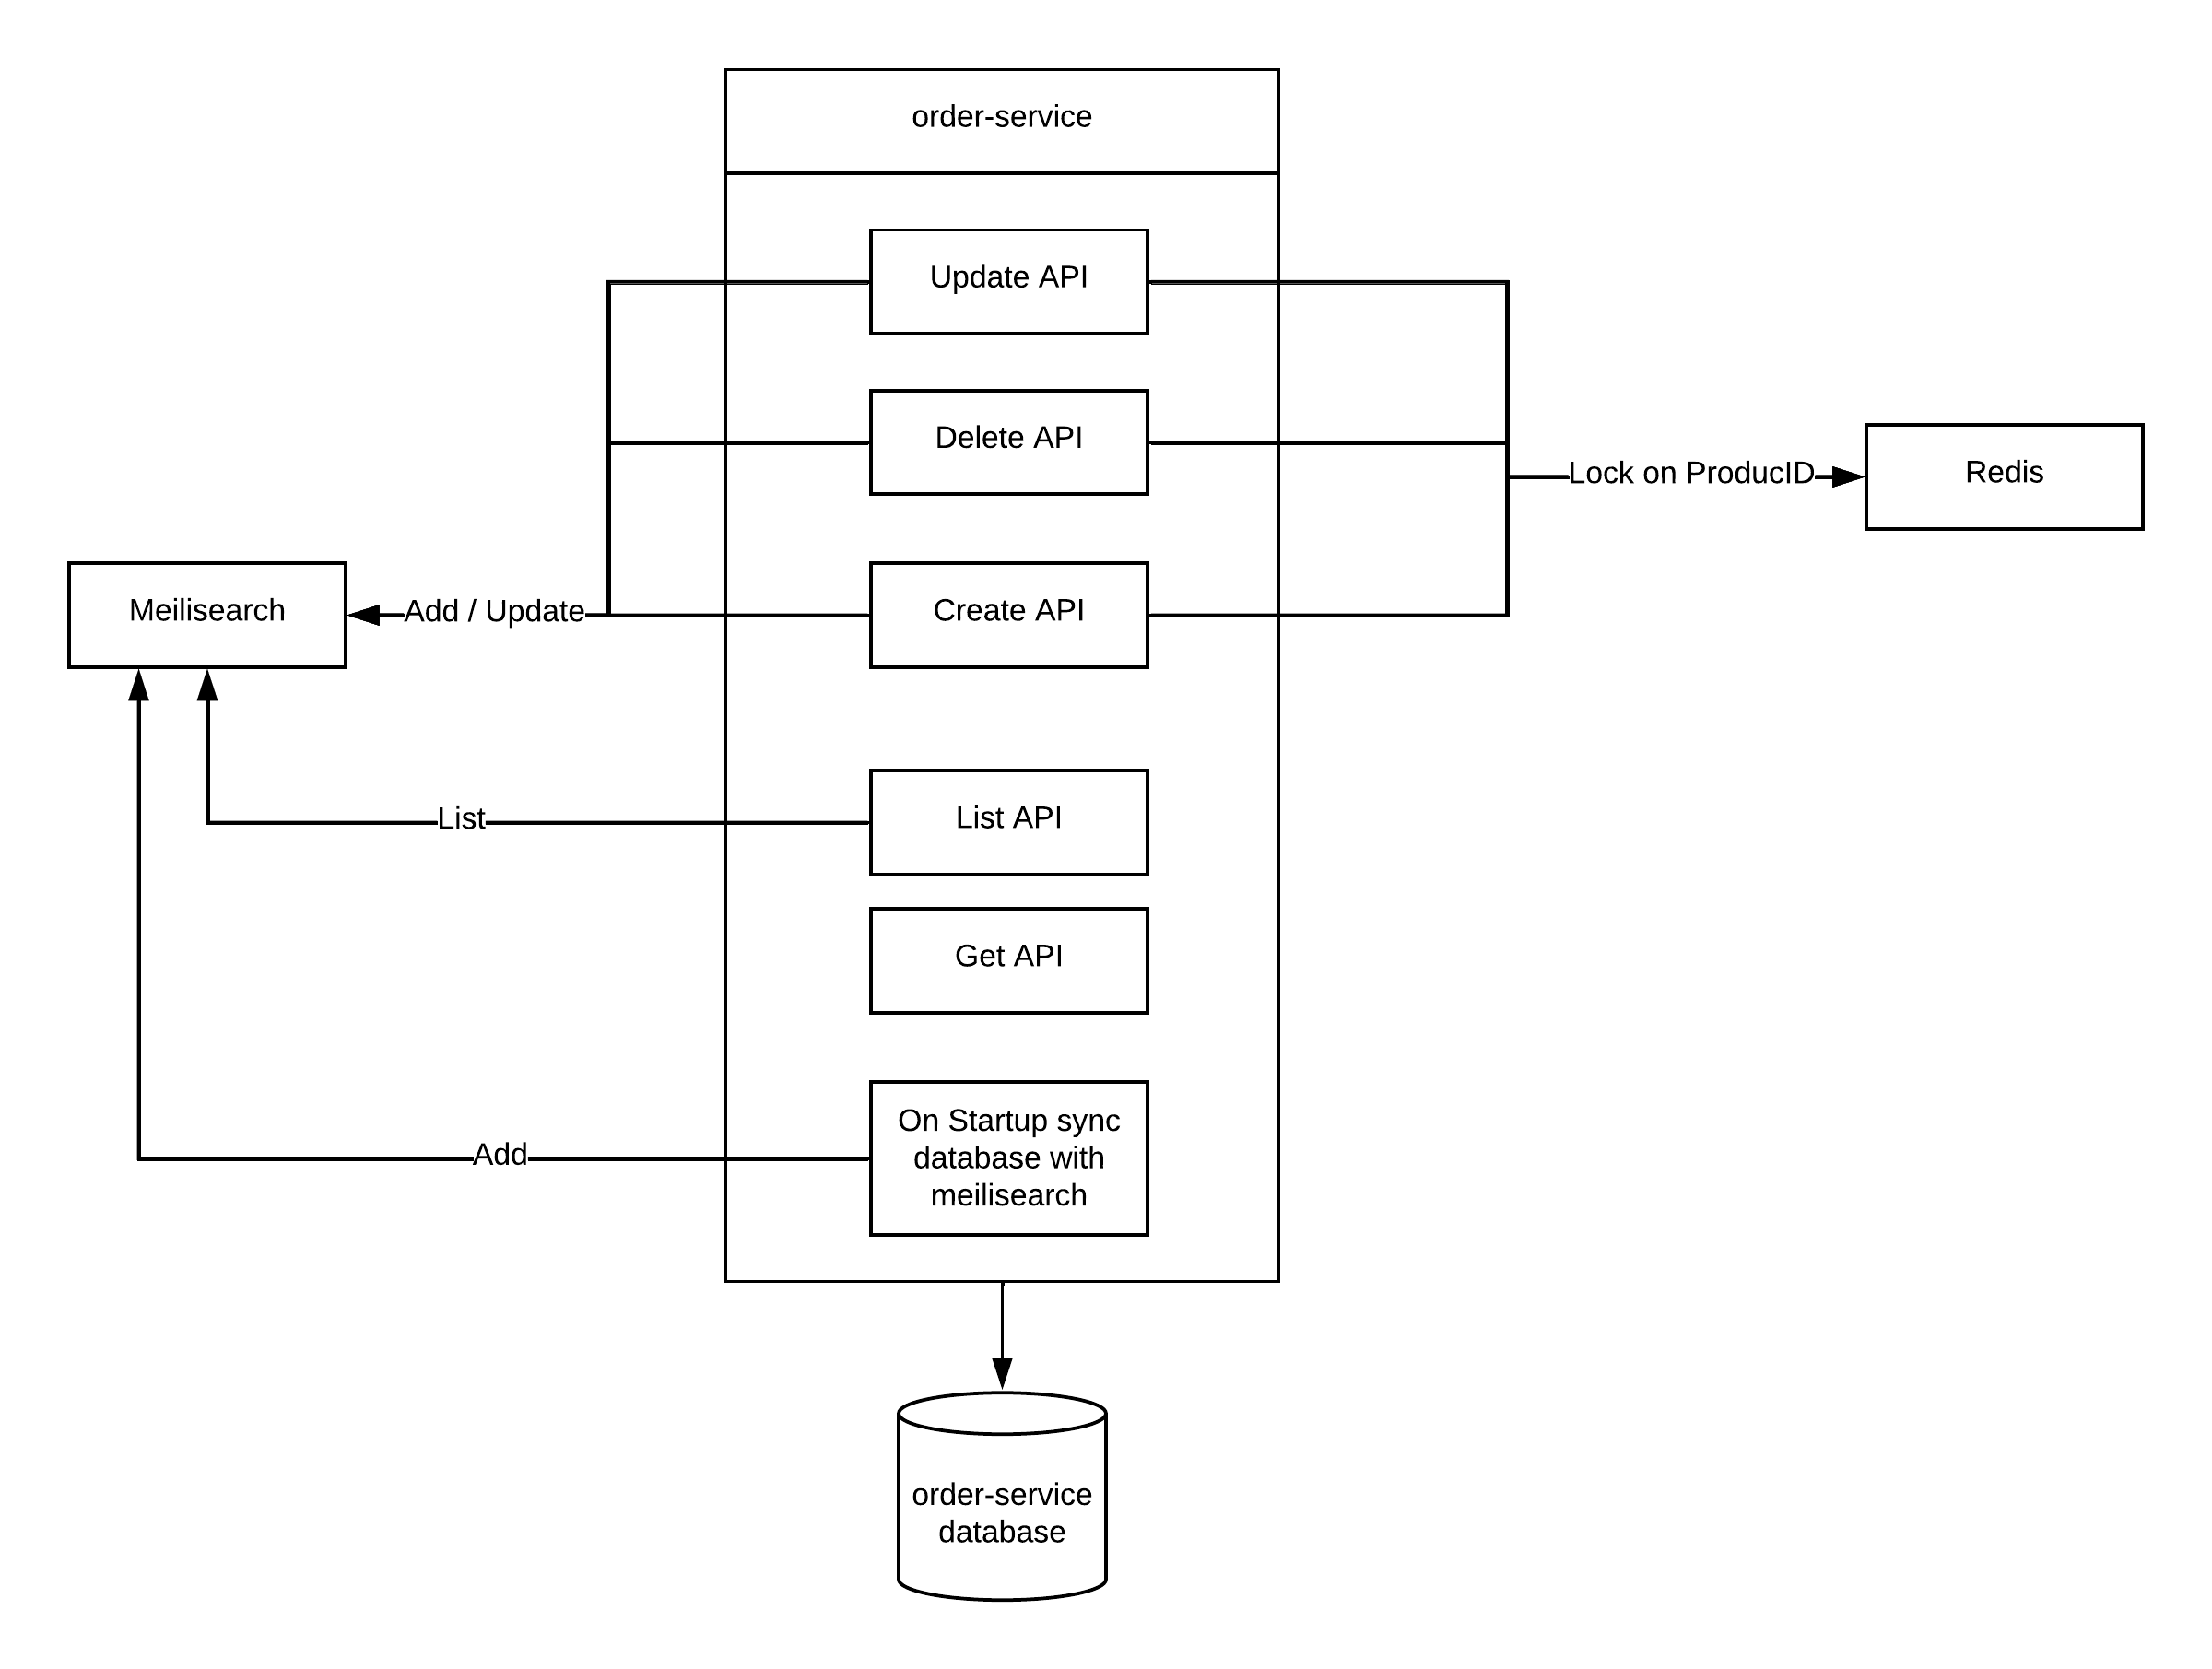 order-service
Update API
Delete API
Lock on ProducID
Redis
Meilisearch
Add / Update
Create API
List
List API
Get API
Add
On Startup sync
database with
meilisearch
order-service
database